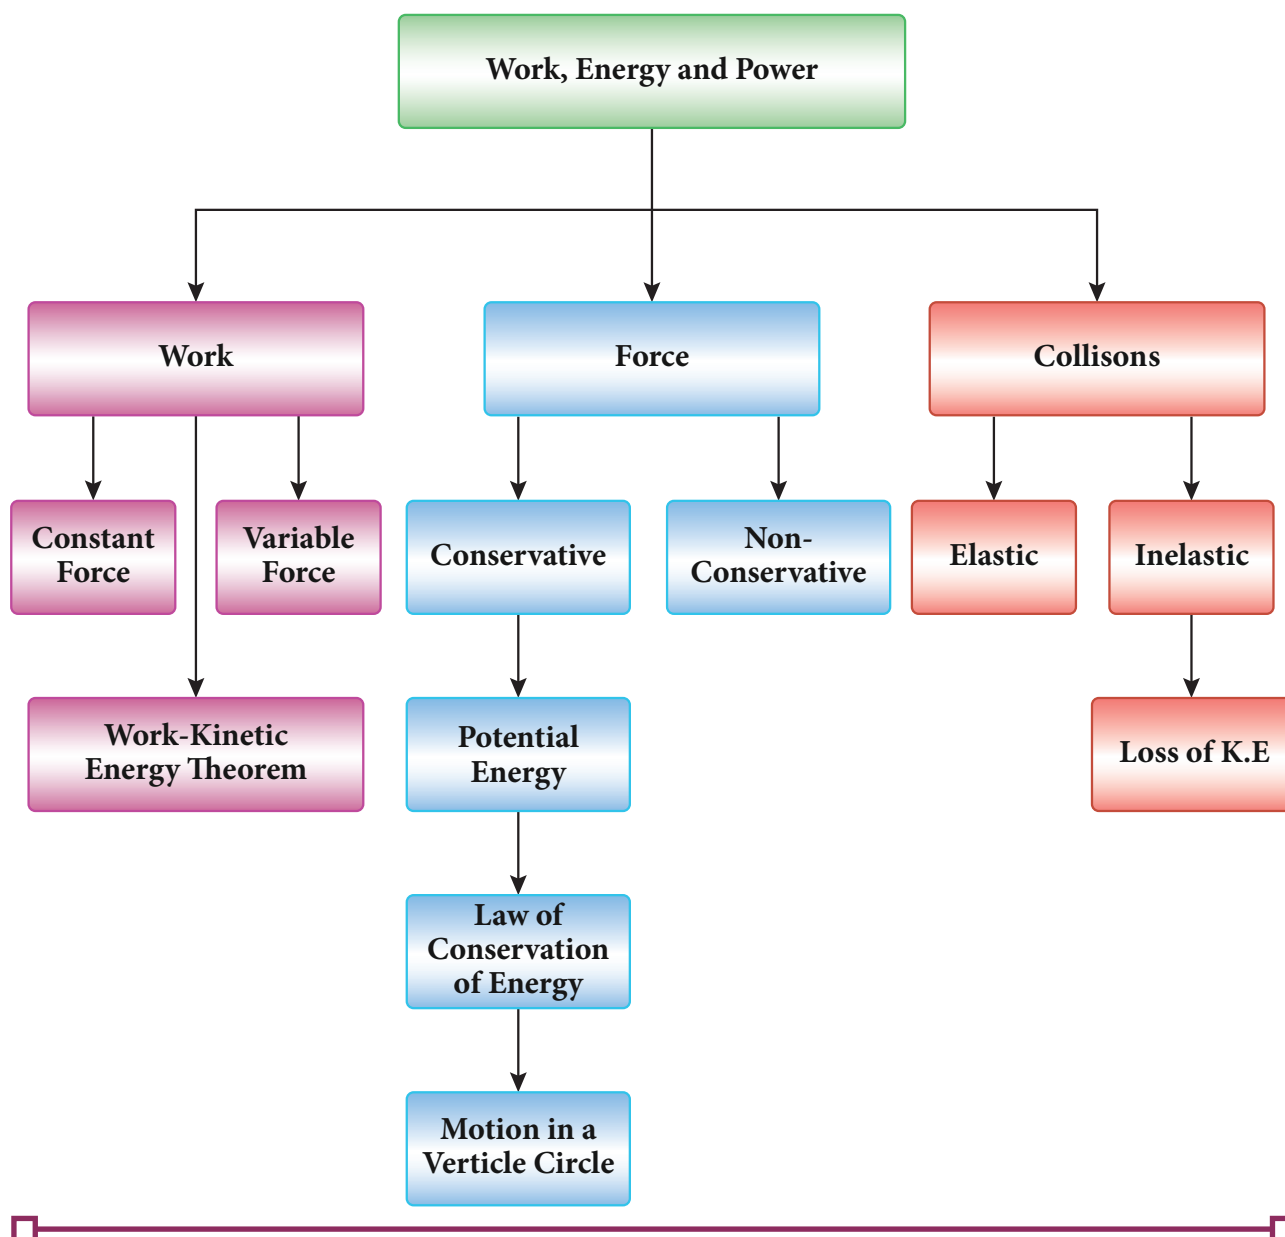 Work, Energy and Power
Work
Force
Collisons
Constant
Force
Variable
Force
Conservative
Non-
Conservative
Elastic
Inelastic
Work-Kinetic
Energy Theorem
Potential
Energy
Loss of K.E
Law of
Conservation
of Energy
Motion in a
Verticle Circle